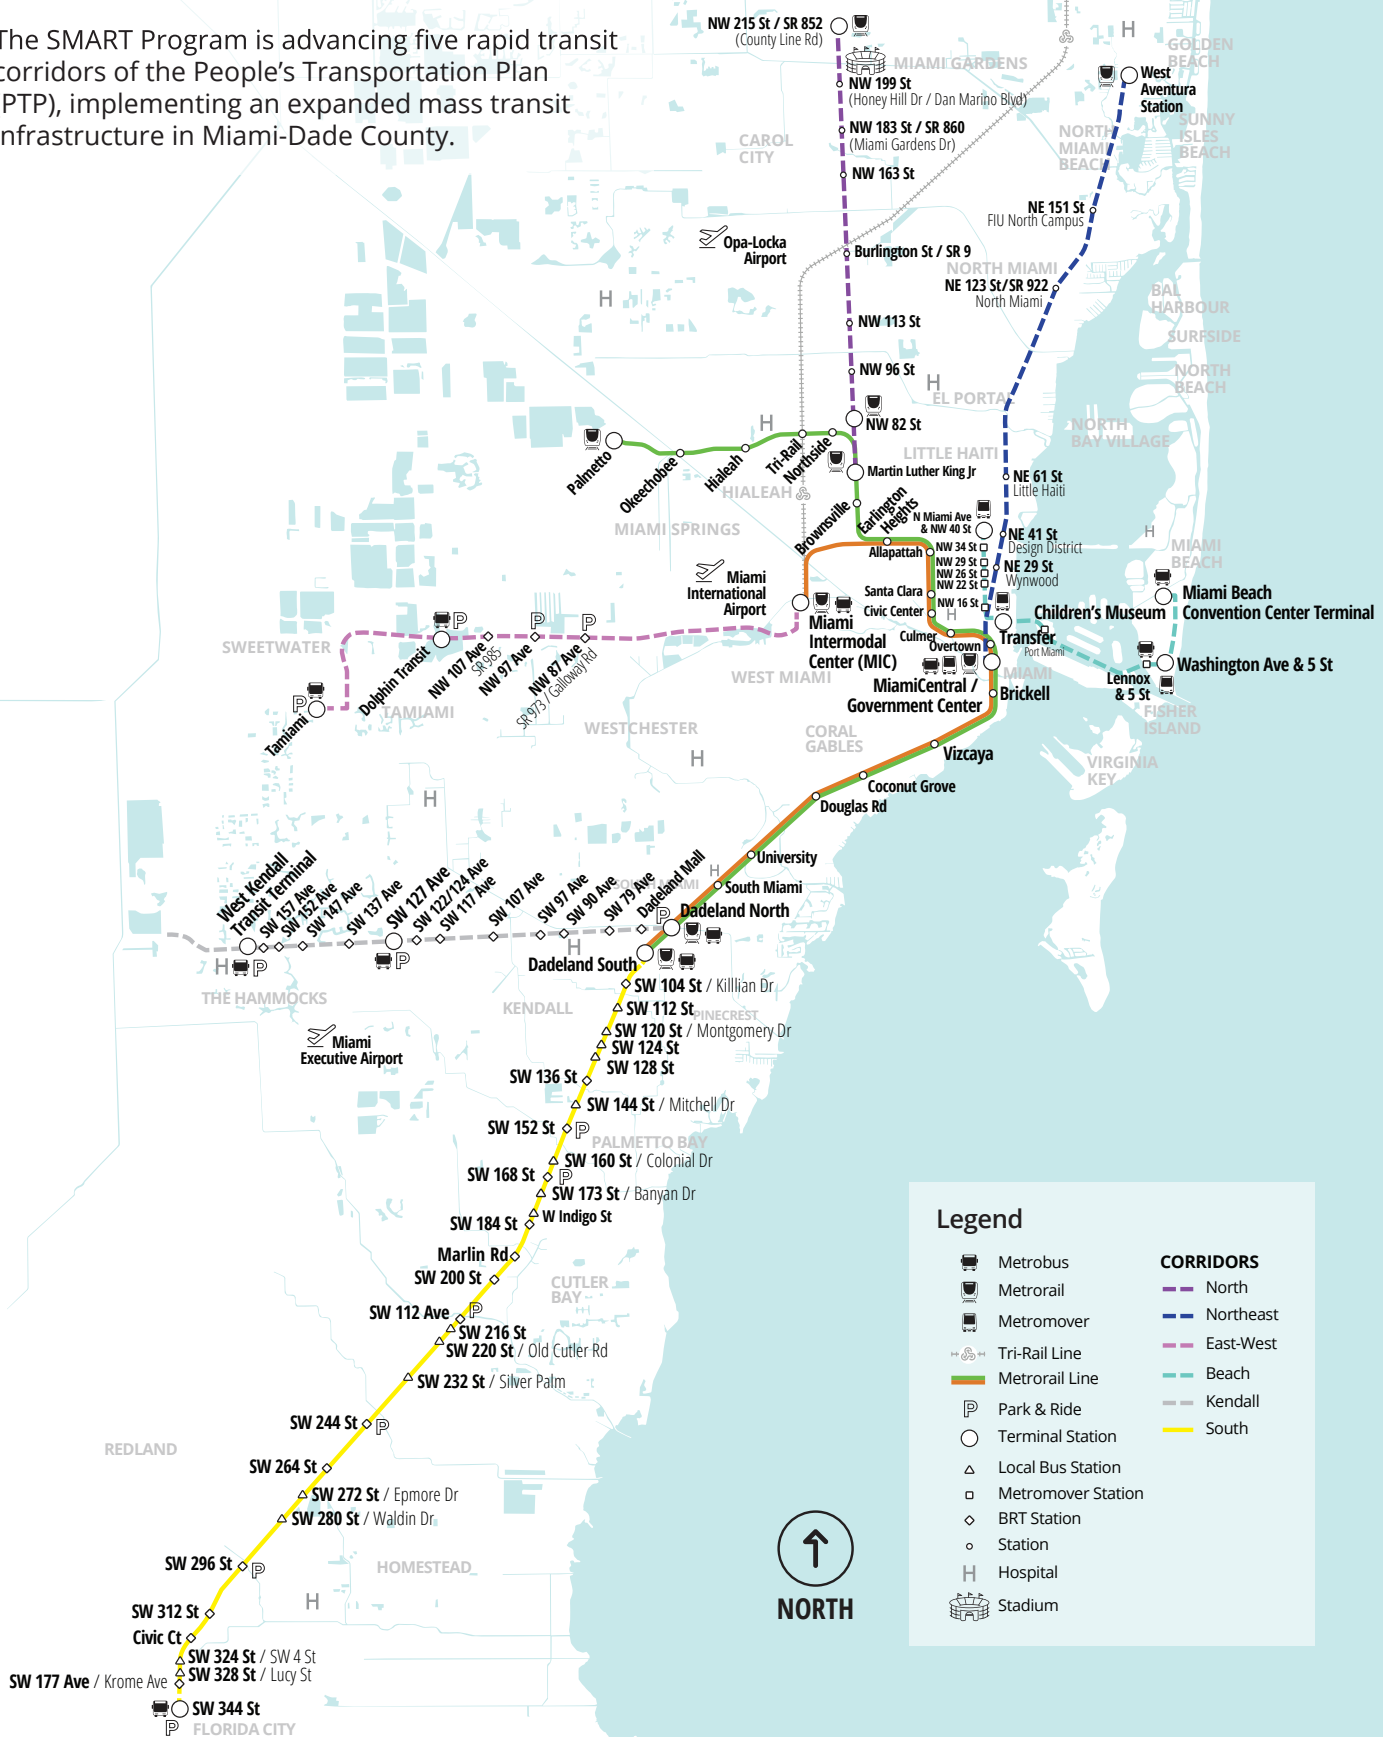 The SMART Program is advancing five rapid transit
corridors of the People's Transportation Plan
(PTP), implementing an expanded mass transit
infrastructure in Miami-Dade County.
NW 215 St / SR 852
(County Line Rd)
MIAMI GARDENS
NW 199 St
(Honey Hill Dr / Dan Marino Blvd)
NW 183 St / SR 860
(Miami Gardens Dr)
NW 163 St
CAROL
CITY
H
GOLDEN
BEACH
West
Aventura
Station
SUNNY
ISLES
BEACH
NORTH
MIAMI
BEACH
NE 151 St
FIU North Campus
Opa-Locka
Airport
Burlington St / SR 9
NORTH MIAMI
NE 123 St/SR 922
North Miami
BAL
HARBOUR
SURFSIDE
H
NW 113 St
NW 96 St
H
EL PORTAL
NORTH
BEACH
NW 82 St
NORTH
BAY VILLAGE
H
Palmetto
Okeechobee
Hialeah
Tri-Rail
Northside
LITTLE HAITI
Martin Luther King Jr
HIALEAH
NE 61 St
Little Haiti
MIAMI SPRINGS
Brownsville
Earlington
Heights
N Miami Ave
& NW 40 St
NE 41 St
Design District
H
MIAMI
BEACH
Allapattah
NW 34 St
NW 29 St
NW 26 St
NW 22 St
NE 29 St
Wynwood
Miami
International
Airport
Santa Clara
Civic Center
NW 16 St
Miami Beach
Convention Center Terminal
Children's Museum
Miami
Intermodal
Center (MIC)
Culmer
H
Overtown
Transfer
Port Miami
P
P
P
SWEETWATER
Dolphin Transit
NW 107 Ave
SR 985
NW 97 Ave
NW 87 Ave
SR 973 / Galloway Rd
WEST MIAMI
MIAMI
Washington Ave & 5 St
Lennox
& 5 St
MiamiCentral /
Government Center
Brickell
P
Tamiami
TAMIAMI
WESTCHESTER
CORAL
GABLES
FISHER
ISLAND
H
Vizcaya
VIRGINIA
KEY
Coconut Grove
H
Douglas Rd
University
SOUTH MIAMI
H
South Miami
West Kendall
Transit Terminal
SW 157 Ave
SW 152 Ave
SW 147 Ave
SW 137 Ave
SW 127 Ave
SW 122/124 Ave
SW 117 Ave
SW 107 Ave
SW 97 Ave
SW 90 Ave
SW 79 Ave
Dadeland Mall
P
Dadeland North
H
H
P
P
Dadeland South
THE HAMMOCKS
SW 104 St / Killlian Dr
KENDALL
SW 112 St
PINECREST
SW 120 St / Montgomery Dr
Miami
Executive Airport
SW 124 St
SW 128 St
SW 136 St
SW 144 St / Mitchell Dr
SW 152 St
P
PALMETTO BAY
SW 160 St / Colonial Dr
SW 168 St
P
SW 173 St / Banyan Dr
W Indigo St
SW 184 St
Marlin Rd
SW 200 St
CUTLER
BAY
SW 112 Ave
P
SW 216 St
SW 220 St / Old Cutler Rd
SW 232 St / Silver Palm
SW 244 St
P
REDLAND
SW 264 St
SW 272 St / Epmore Dr
SW 280 St / Waldin Dr
SW 296 St
P
HOMESTEAD
H
SW 312 St
Civic Ct
SW 324 St / SW 4 St
SW 328 St / Lucy St
SW 177 Ave / Krome Ave
SW 344 St
P
FLORIDA CITY
NORTH
Legend
Metrobus
Metrorail
Metromover
Tri-Rail Line
Metrorail Line
P Park & Ride
Terminal Station
Local Bus Station
Metromover Station
BRT Station
Station
H Hospital
Stadium
CORRIDORS
North
Northeast
East-West
Beach
Kendall
South